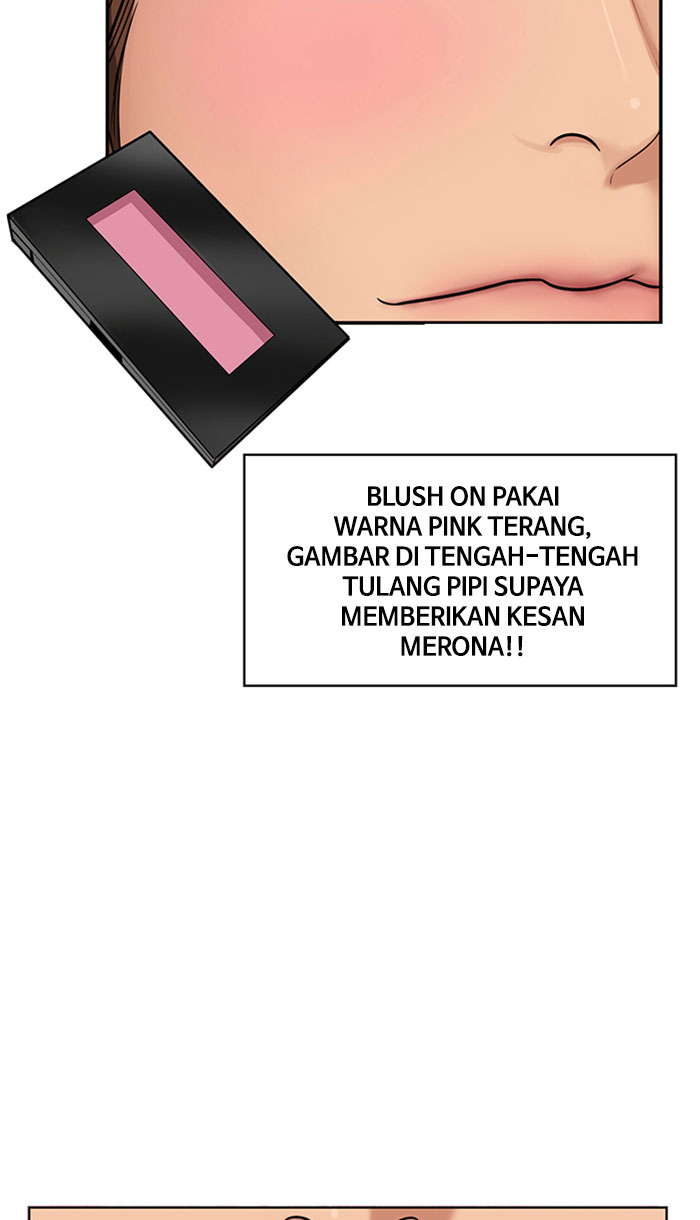 BLUSH ON PAKAI
WARNA PINK TERANG,
GAMBAR DI TENGAH-TENGAH
TULANG PIPI SUPAYA
MEMBERIKAN KESAN
MERONA!!